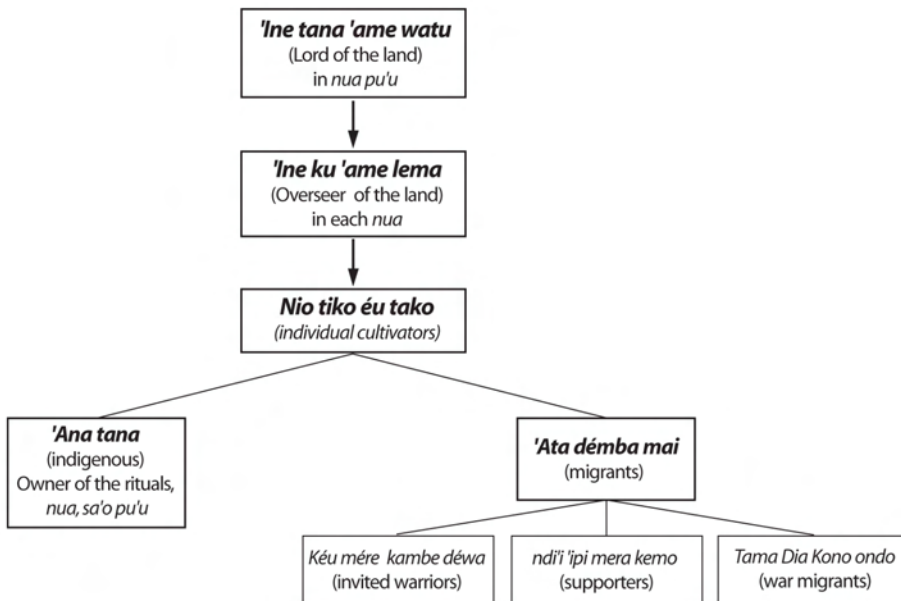 'Ine tana 'ame watu
(Lord of the land)
in nua pu'u
'Ine ku 'ame lema
(Overseer of the land)
in each nua
Nio tiko éu tako
(individual cultivators)
'Ana tana
(indigenous)
Owner of the rituals,
nua, sa'o pu'u
'Ata démba mai
(migrants)
Kéu mére kambe déwa
(invited warriors)
ndi'i 'ipi mera kemo
(supporters)
Tama Dia Kono ondo
(war migrants)